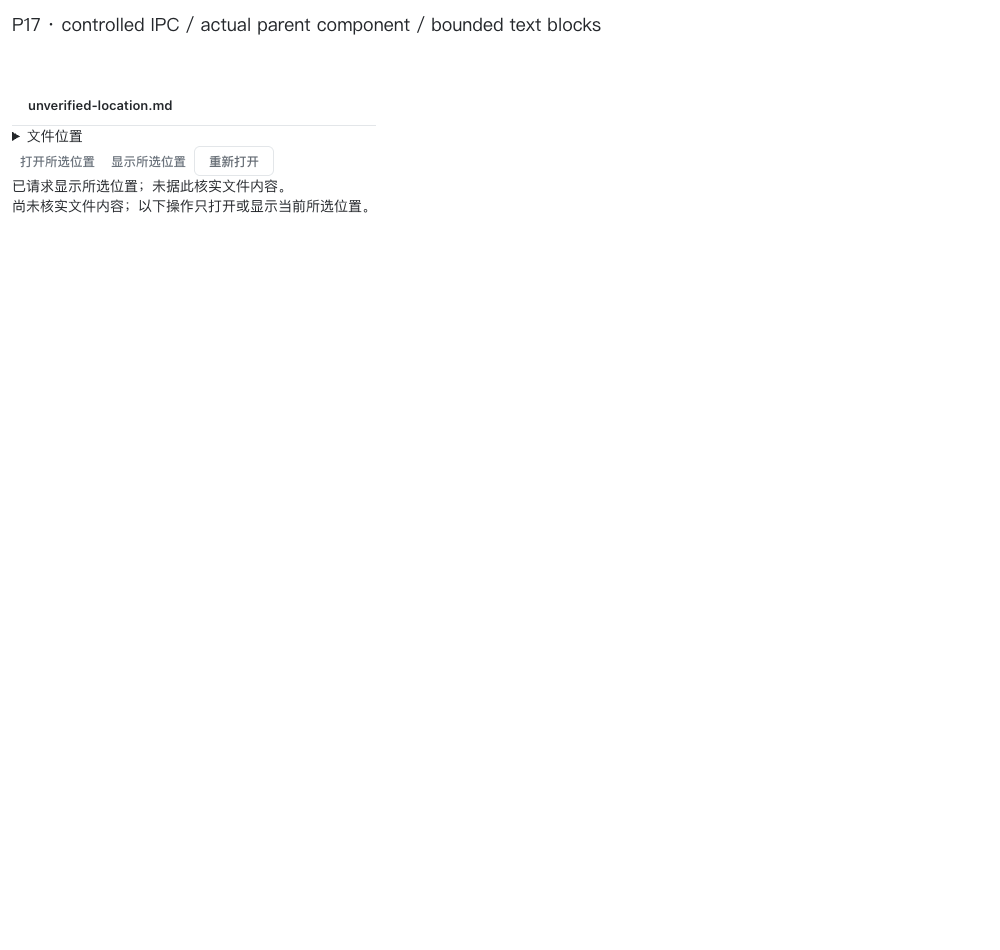 P17 · controlled IPC / actual parent component / bounded text blocks
unverified-location.md
▶ 文件位置
打开所选位置 显示所选位置 重新打开
已请求显示所选位置；未据此核实文件内容。
尚未核实文件内容；以下操作只打开或显示当前所选位置。